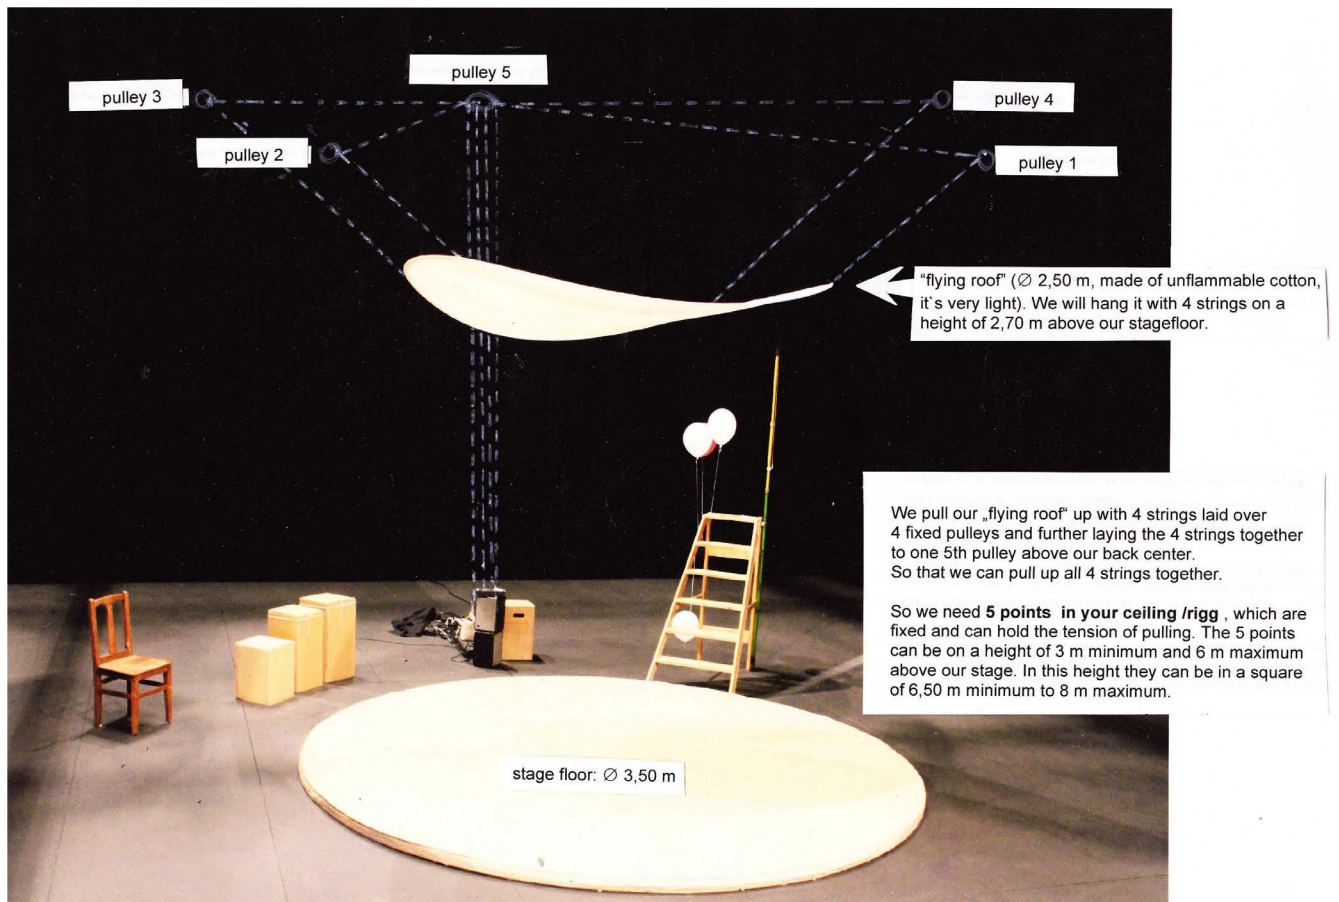 pulley 5
pulley 3
pulley 4
pulley 2
pulley 1
"flying roof" (∅ 2,50 m, made of unflammable cotton,
it`s very light). We will hang it with 4 strings on a
height of 2,70 m above our stagefloor.
We pull our „flying roof“ up with 4 strings laid over
4 fixed pulleys and further laying the 4 strings together
to one 5th pulley above our back center.
So that we can pull up all 4 strings together.
So we need 5 points in your ceiling /rigg , which are
fixed and can hold the tension of pulling. The 5 points
can be on a height of 3 m minimum and 6 m maximum
above our stage. In this height they can be in a square
of 6,50 m minimum to 8 m maximum.
stage floor: ∅ 3,50 m